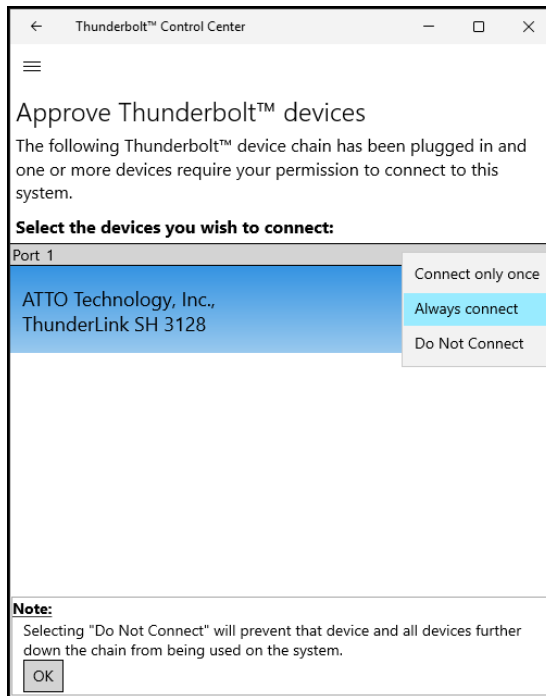 Thunderbolt™ Control Center
Approve Thunderbolt™ devices
The following Thunderbolt™ device chain has been plugged in and
one or more devices require your permission to connect to this
system.
Select the devices you wish to connect:
Port 1
ATTO Technology, Inc.,
ThunderLink SH 3128
Connect only once
Always connect
Do Not Connect
Note:
Selecting "Do Not Connect" will prevent that device and all devices further
down the chain from being used on the system.
OK